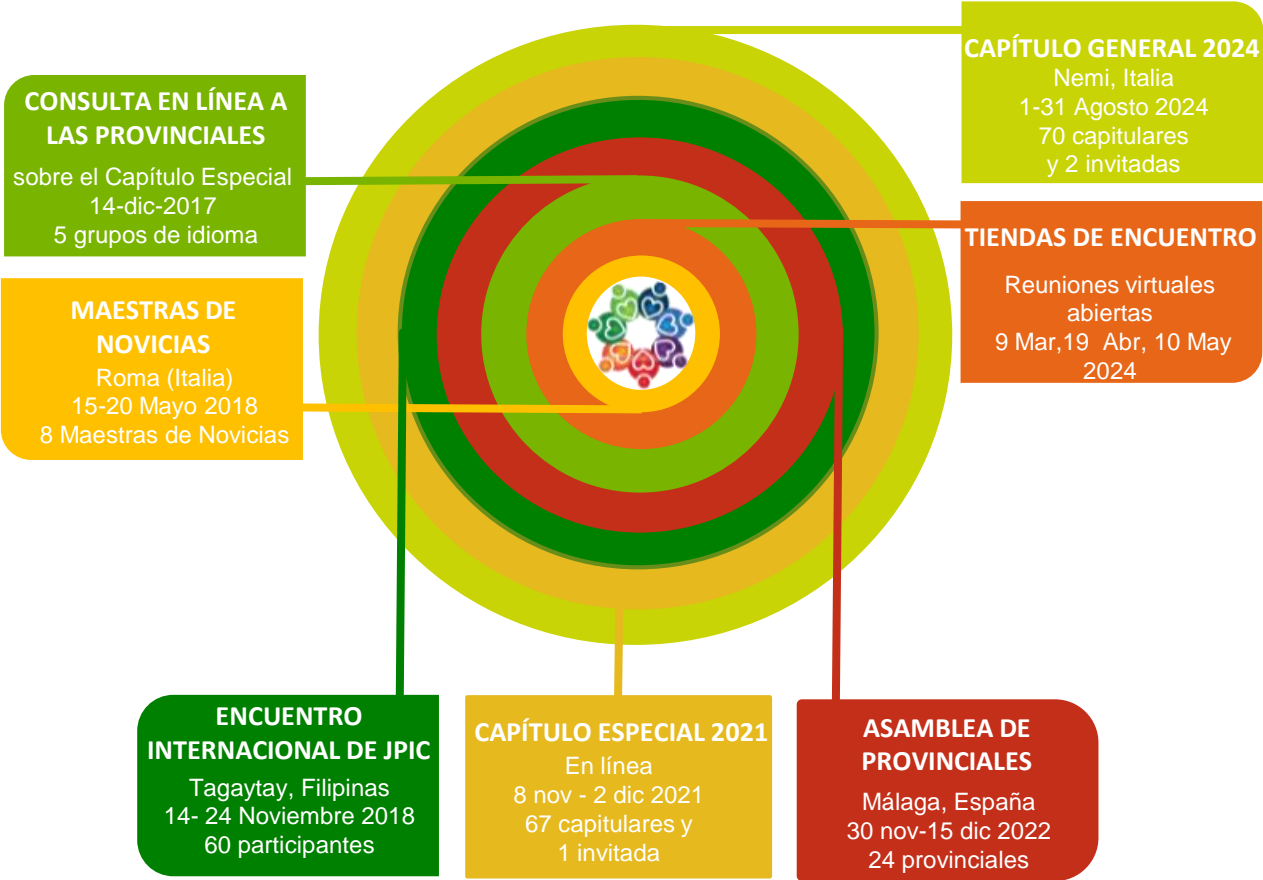 CONSULTA EN LÍNEA A
LAS PROVINCIALES
sobre el Capítulo Especial
14-dic-2017
5 grupos de idioma
MAESTRAS DE
NOVICIAS
Roma (Italia)
15-20 Mayo 2018
8 Maestras de Novicias
CAPÍTULO GENERAL 2024
Nemi, Italia
1-31 Agosto 2024
70 capitulares
y 2 invitadas
TIENDAS DE ENCUENTRO
Reuniones virtuales
abiertas
9 Mar,19 Abr, 10 May
2024
ENCUENTRO
INTERNACIONAL DE JPIC
Tagaytay, Filipinas
14- 24 Noviembre 2018
60 participantes
CAPÍTULO ESPECIAL 2021
En línea
8 nov - 2 dic 2021
67 capitulares y
1 invitada
ASAMBLEA DE
PROVINCIALES
Málaga, España
30 nov-15 dic 2022
24 provinciales